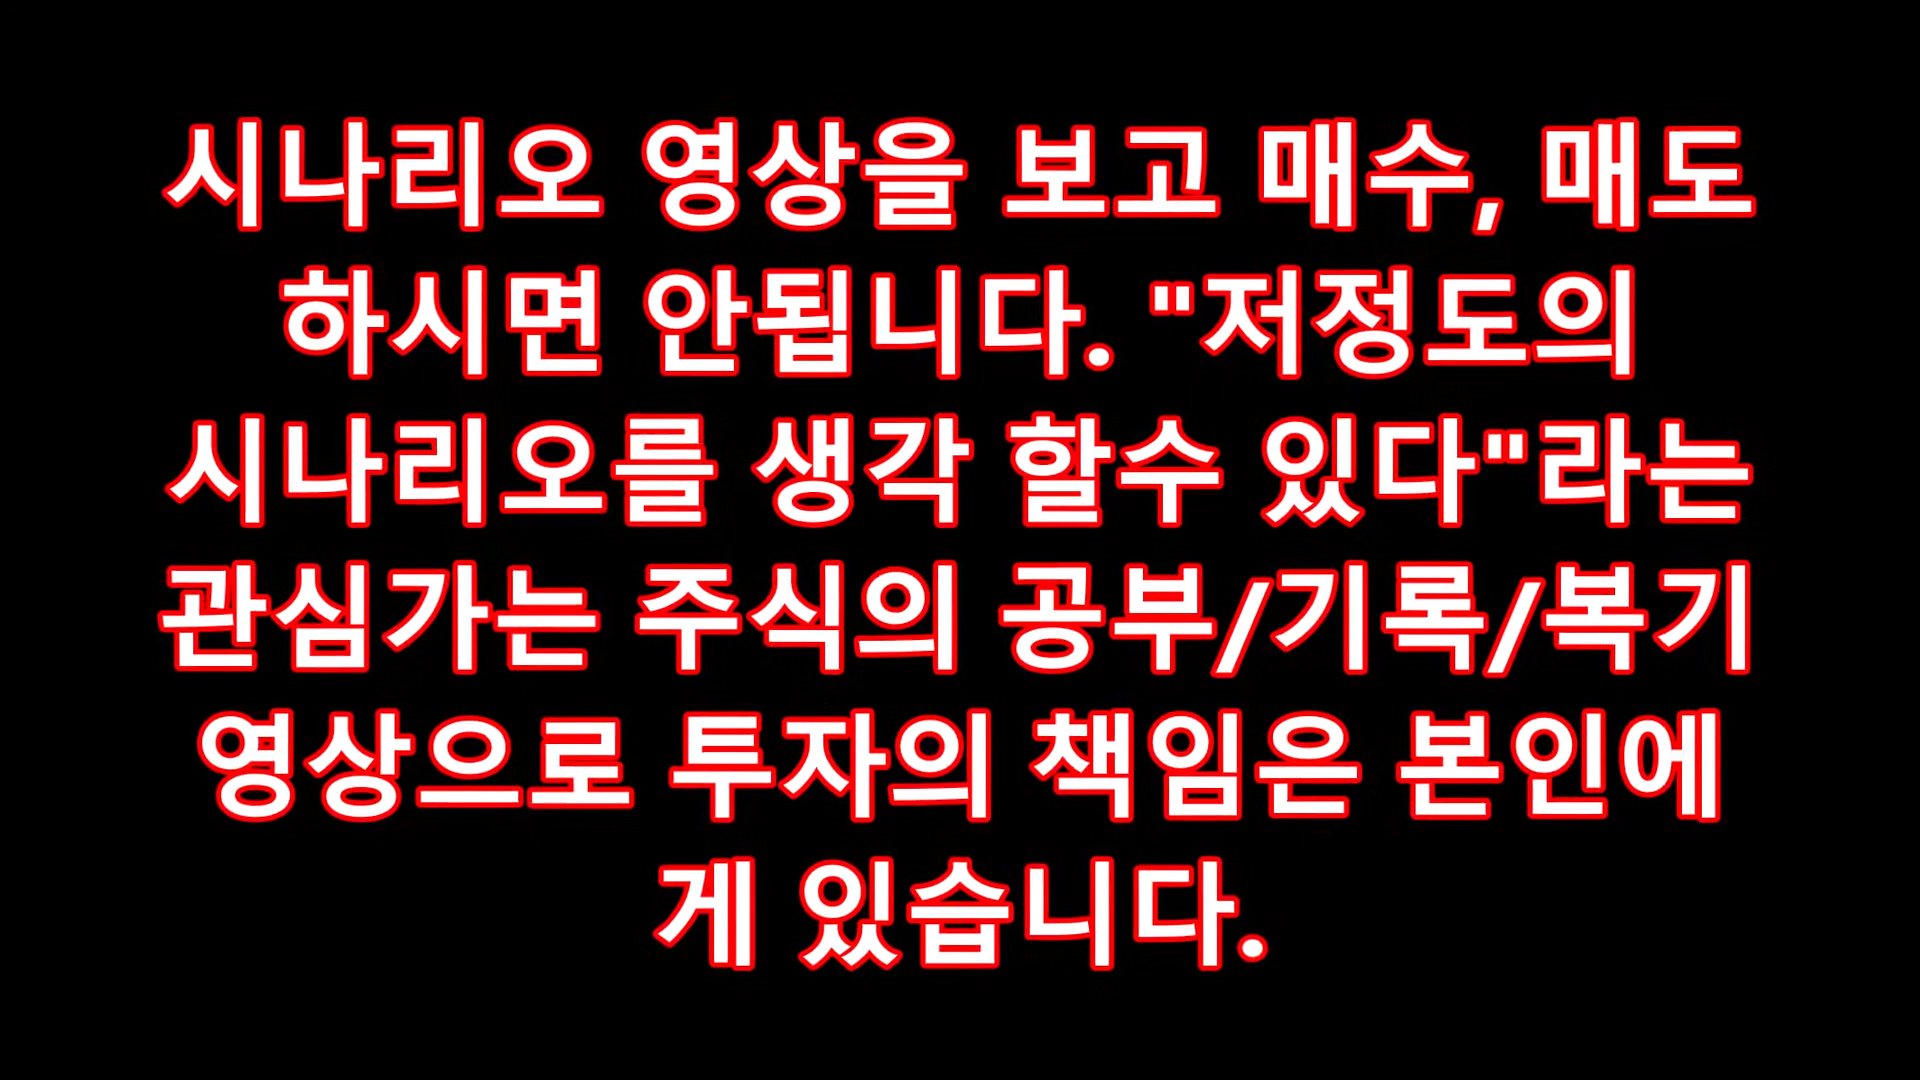 시나리오 영상을 보고 매수, 매도
하시면 안됩니다. "저정도의
시나리오를 생각 할수 있다"라는
관심가는 주식의 공부/기록/복기
영상으로 투자의 책임은 본인에
게 있습니다.